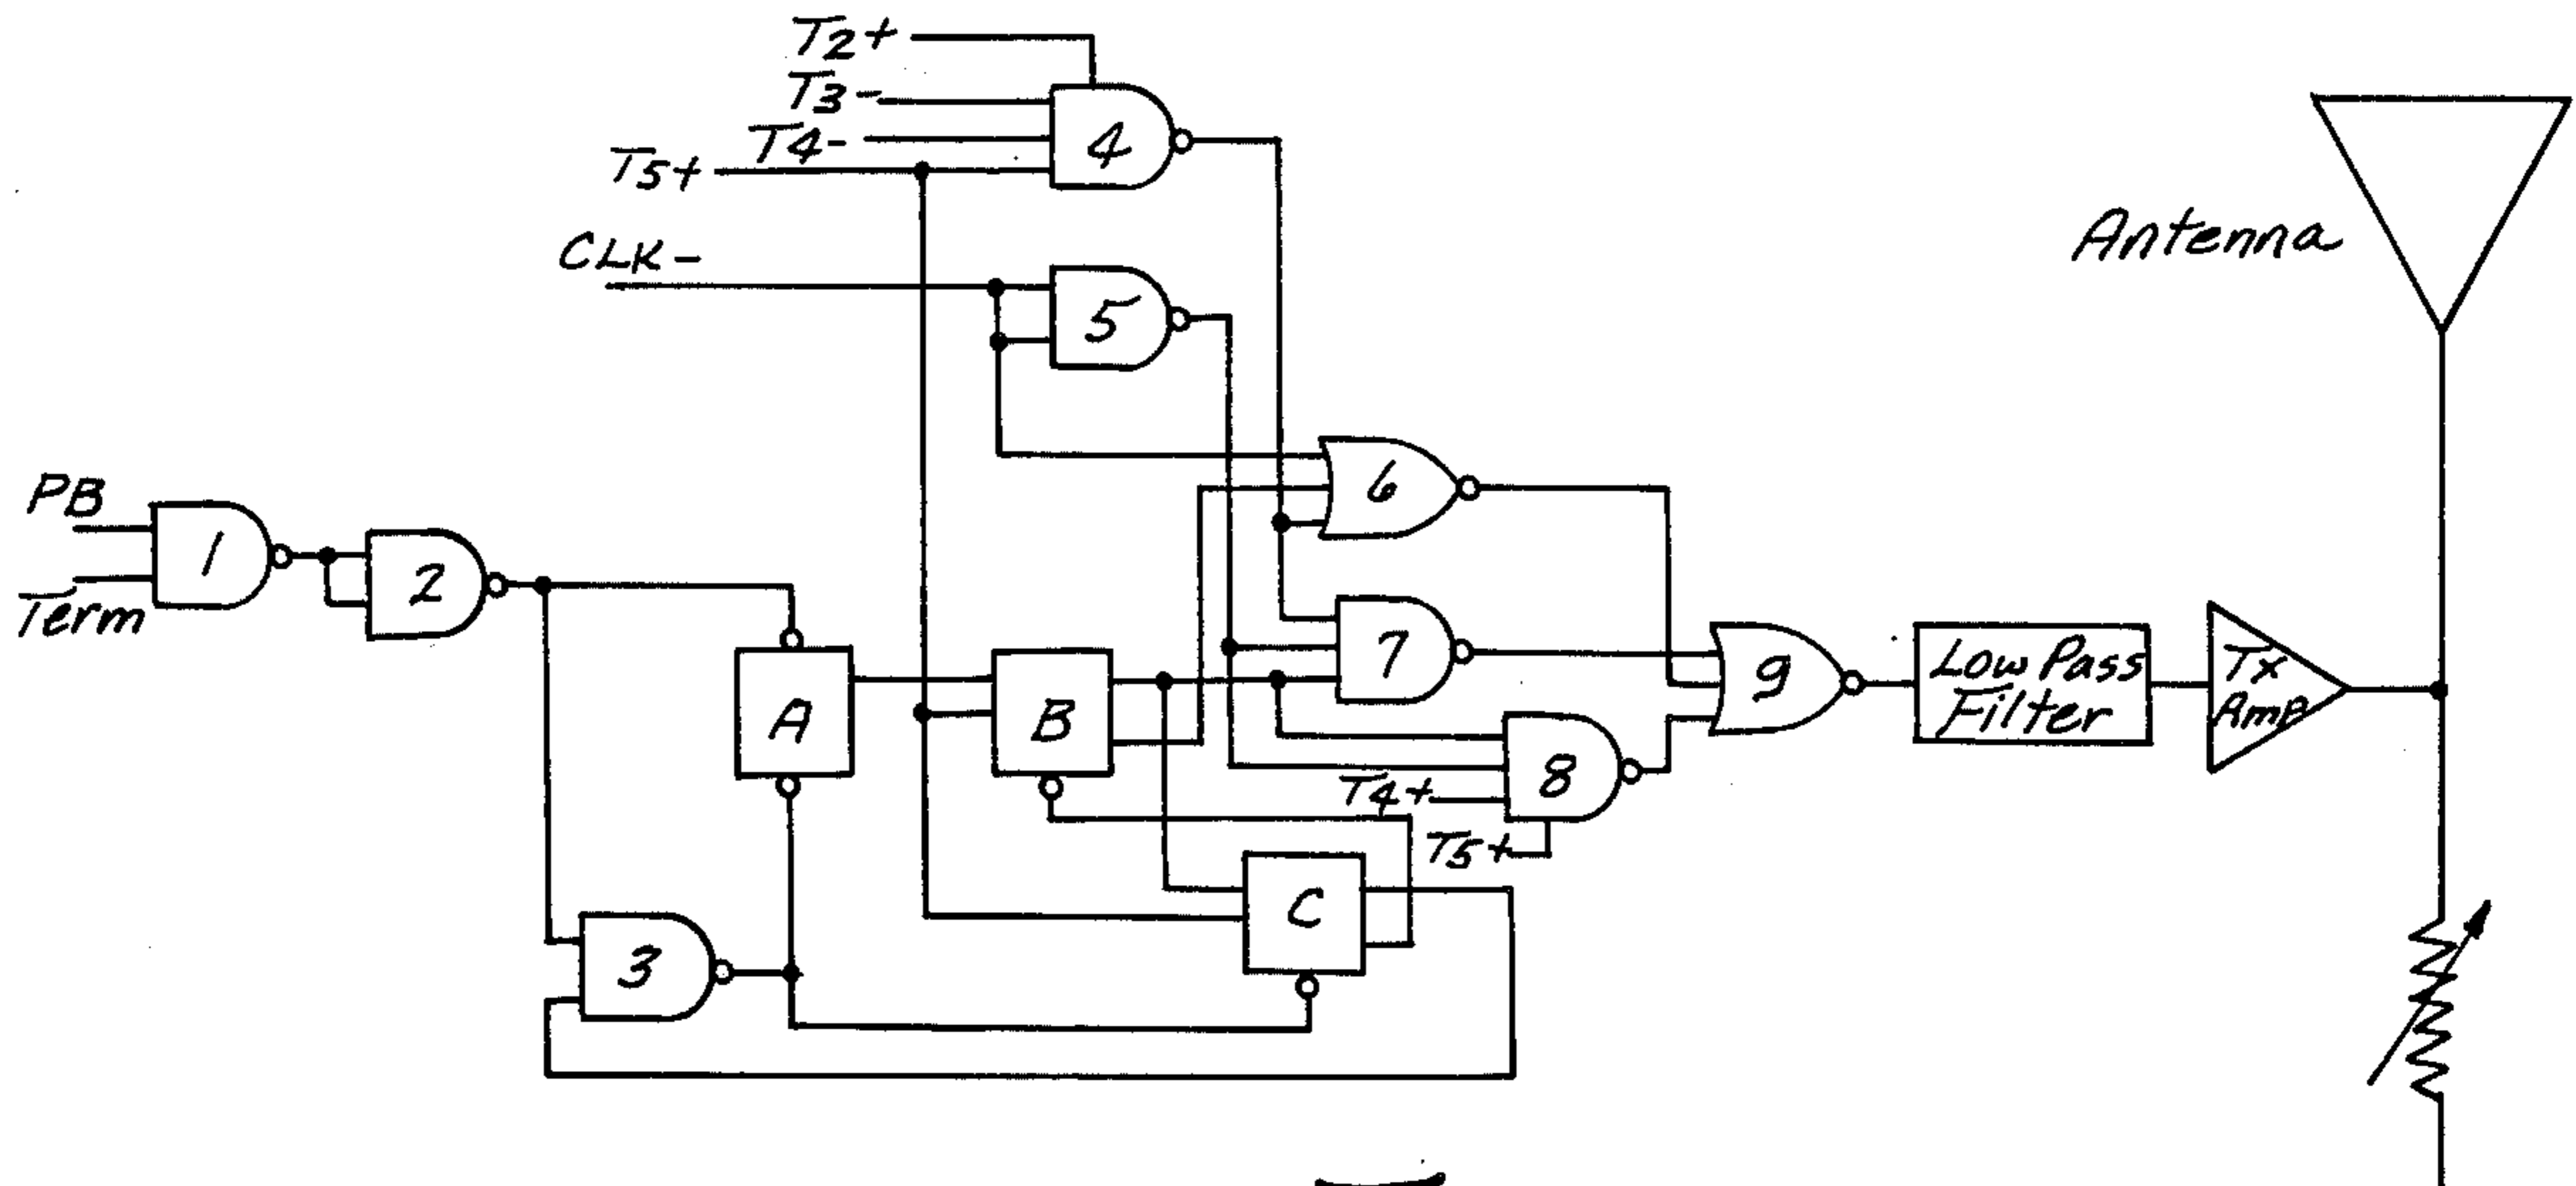 T2+
T3-
T4-
T5+
4
CLK-
5
Antenna
6
PB
1
Term
2
7
9
Low Pass
Filter
Tx
Amp
A
B
8
T4+
T5+
C
3